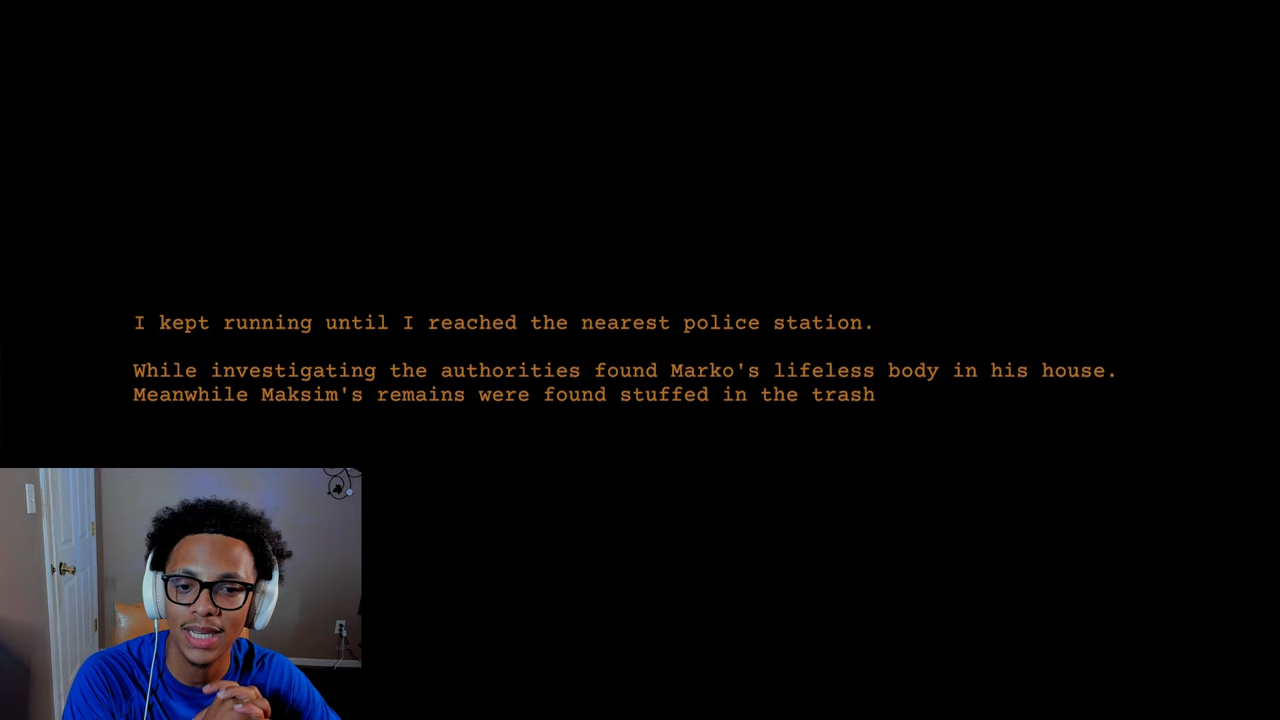 I kept running until I reached the nearest police station.
While investigating the authorities found Marko's lifeless body in his house.
Meanwhile Maksim's remains were found stuffed in the trash